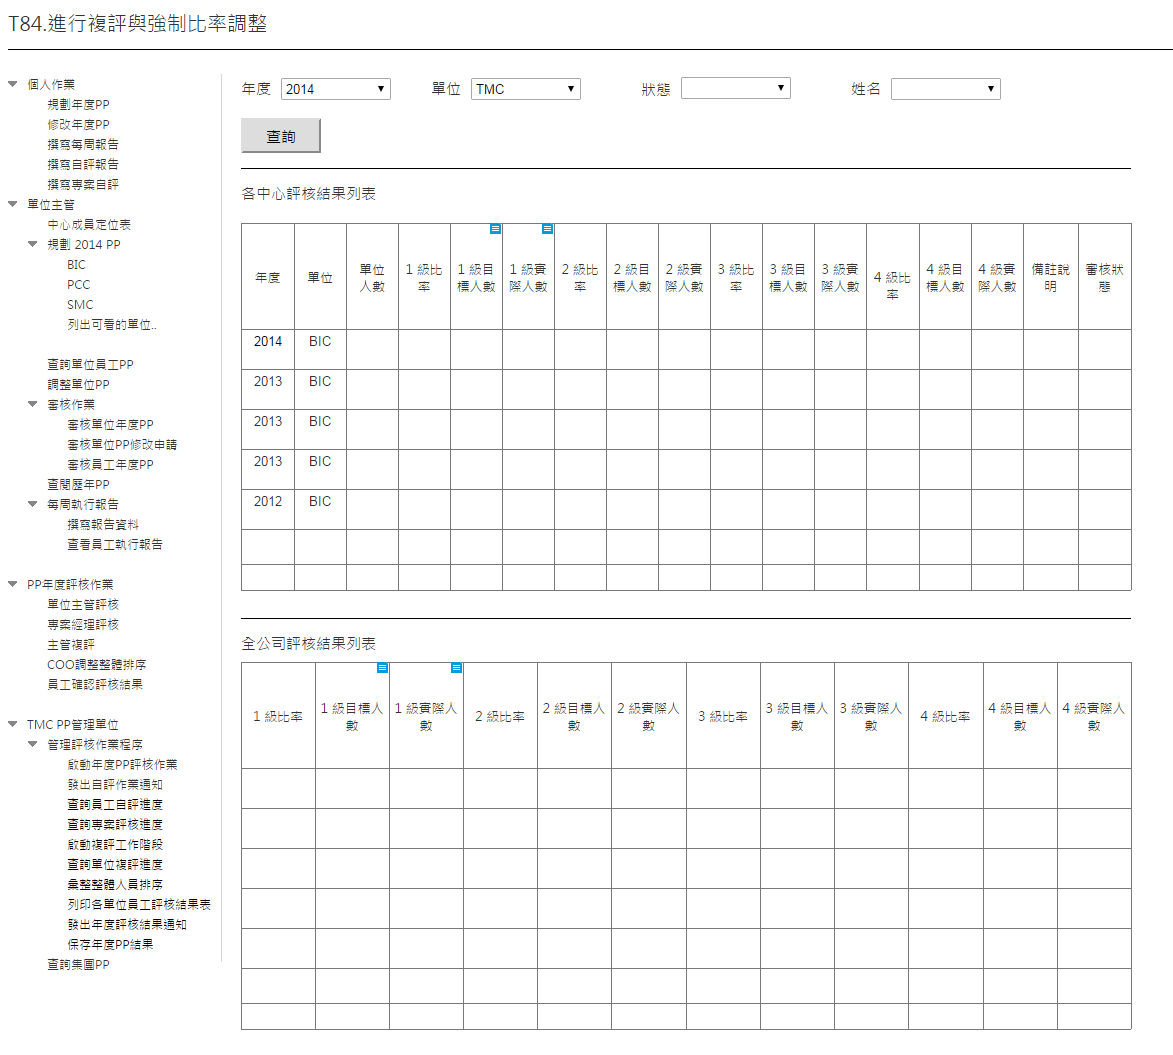 T84.進行複評與強制比率調整
個人作業
規劃年度PP
修改年度PP
撰寫每周報告
撰寫自評報告
撰寫專案自評
單位主管
中心成員定位表
規劃 2014 PP
BIC
PCC
SMC
列出可看的單位..
查詢單位員工PP
調整單位PP
審核作業
審核單位年度PP
審核單位PP修改申請
審核員工年度PP
查閱歷年PP
每周執行報告
撰寫報告資料
查看員工執行報告
PP年度評核作業
單位主管評核
專案經理評核
主管複評
COO調整整體排序
員工確認評核結果
TMC PP管理單位
管理評核作業程序
啟動年度PP評核作業
發出自評作業通知
查詢員工自評進度
查詢專案評核進度
啟動複評工作階段
查詢單位複評進度
彙整整體人員排序
列印各單位員工評核結果表
發出年度評核結果通知
保存年度PP結果
查詢集團PP
年度 2014 單位 TMC 狀態 姓名
查詢
各中心評核結果列表
年度 單位 單位人數 1 級比率 1 級目標人數 1 級實際人數 2 級比率 2 級目標人數 2 級實際人數 3 級比率 3 級目標人數 3 級實際人數 4 級比率 4 級目標人數 4 級實際人數 備註說明 審核狀態
2014 BIC
2013 BIC
2013 BIC
2013 BIC
2012 BIC
全公司評核結果列表
1 級比率 1 級目標人數 1 級實際人數 2 級比率 2 級目標人數 2 級實際人數 3 級比率 3 級目標人數 3 級實際人數 4 級比率 4 級目標人數 4 級實際人數